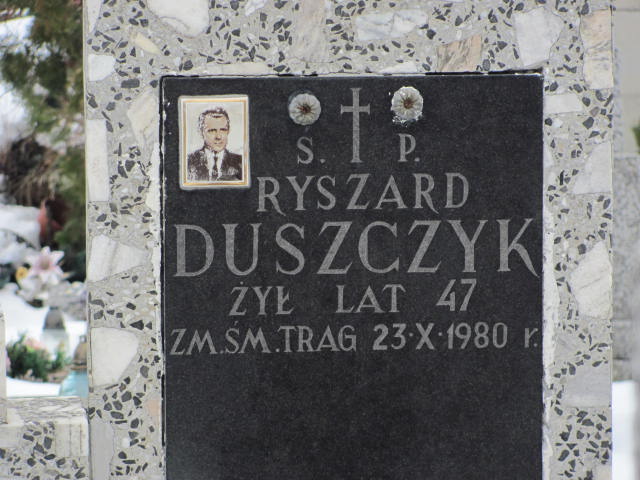 S. P.
RYSZARD
DUSZCZYK
ŻYŁ LAT 47
ZM. ŚM. TRAG 23·X·1980 r.